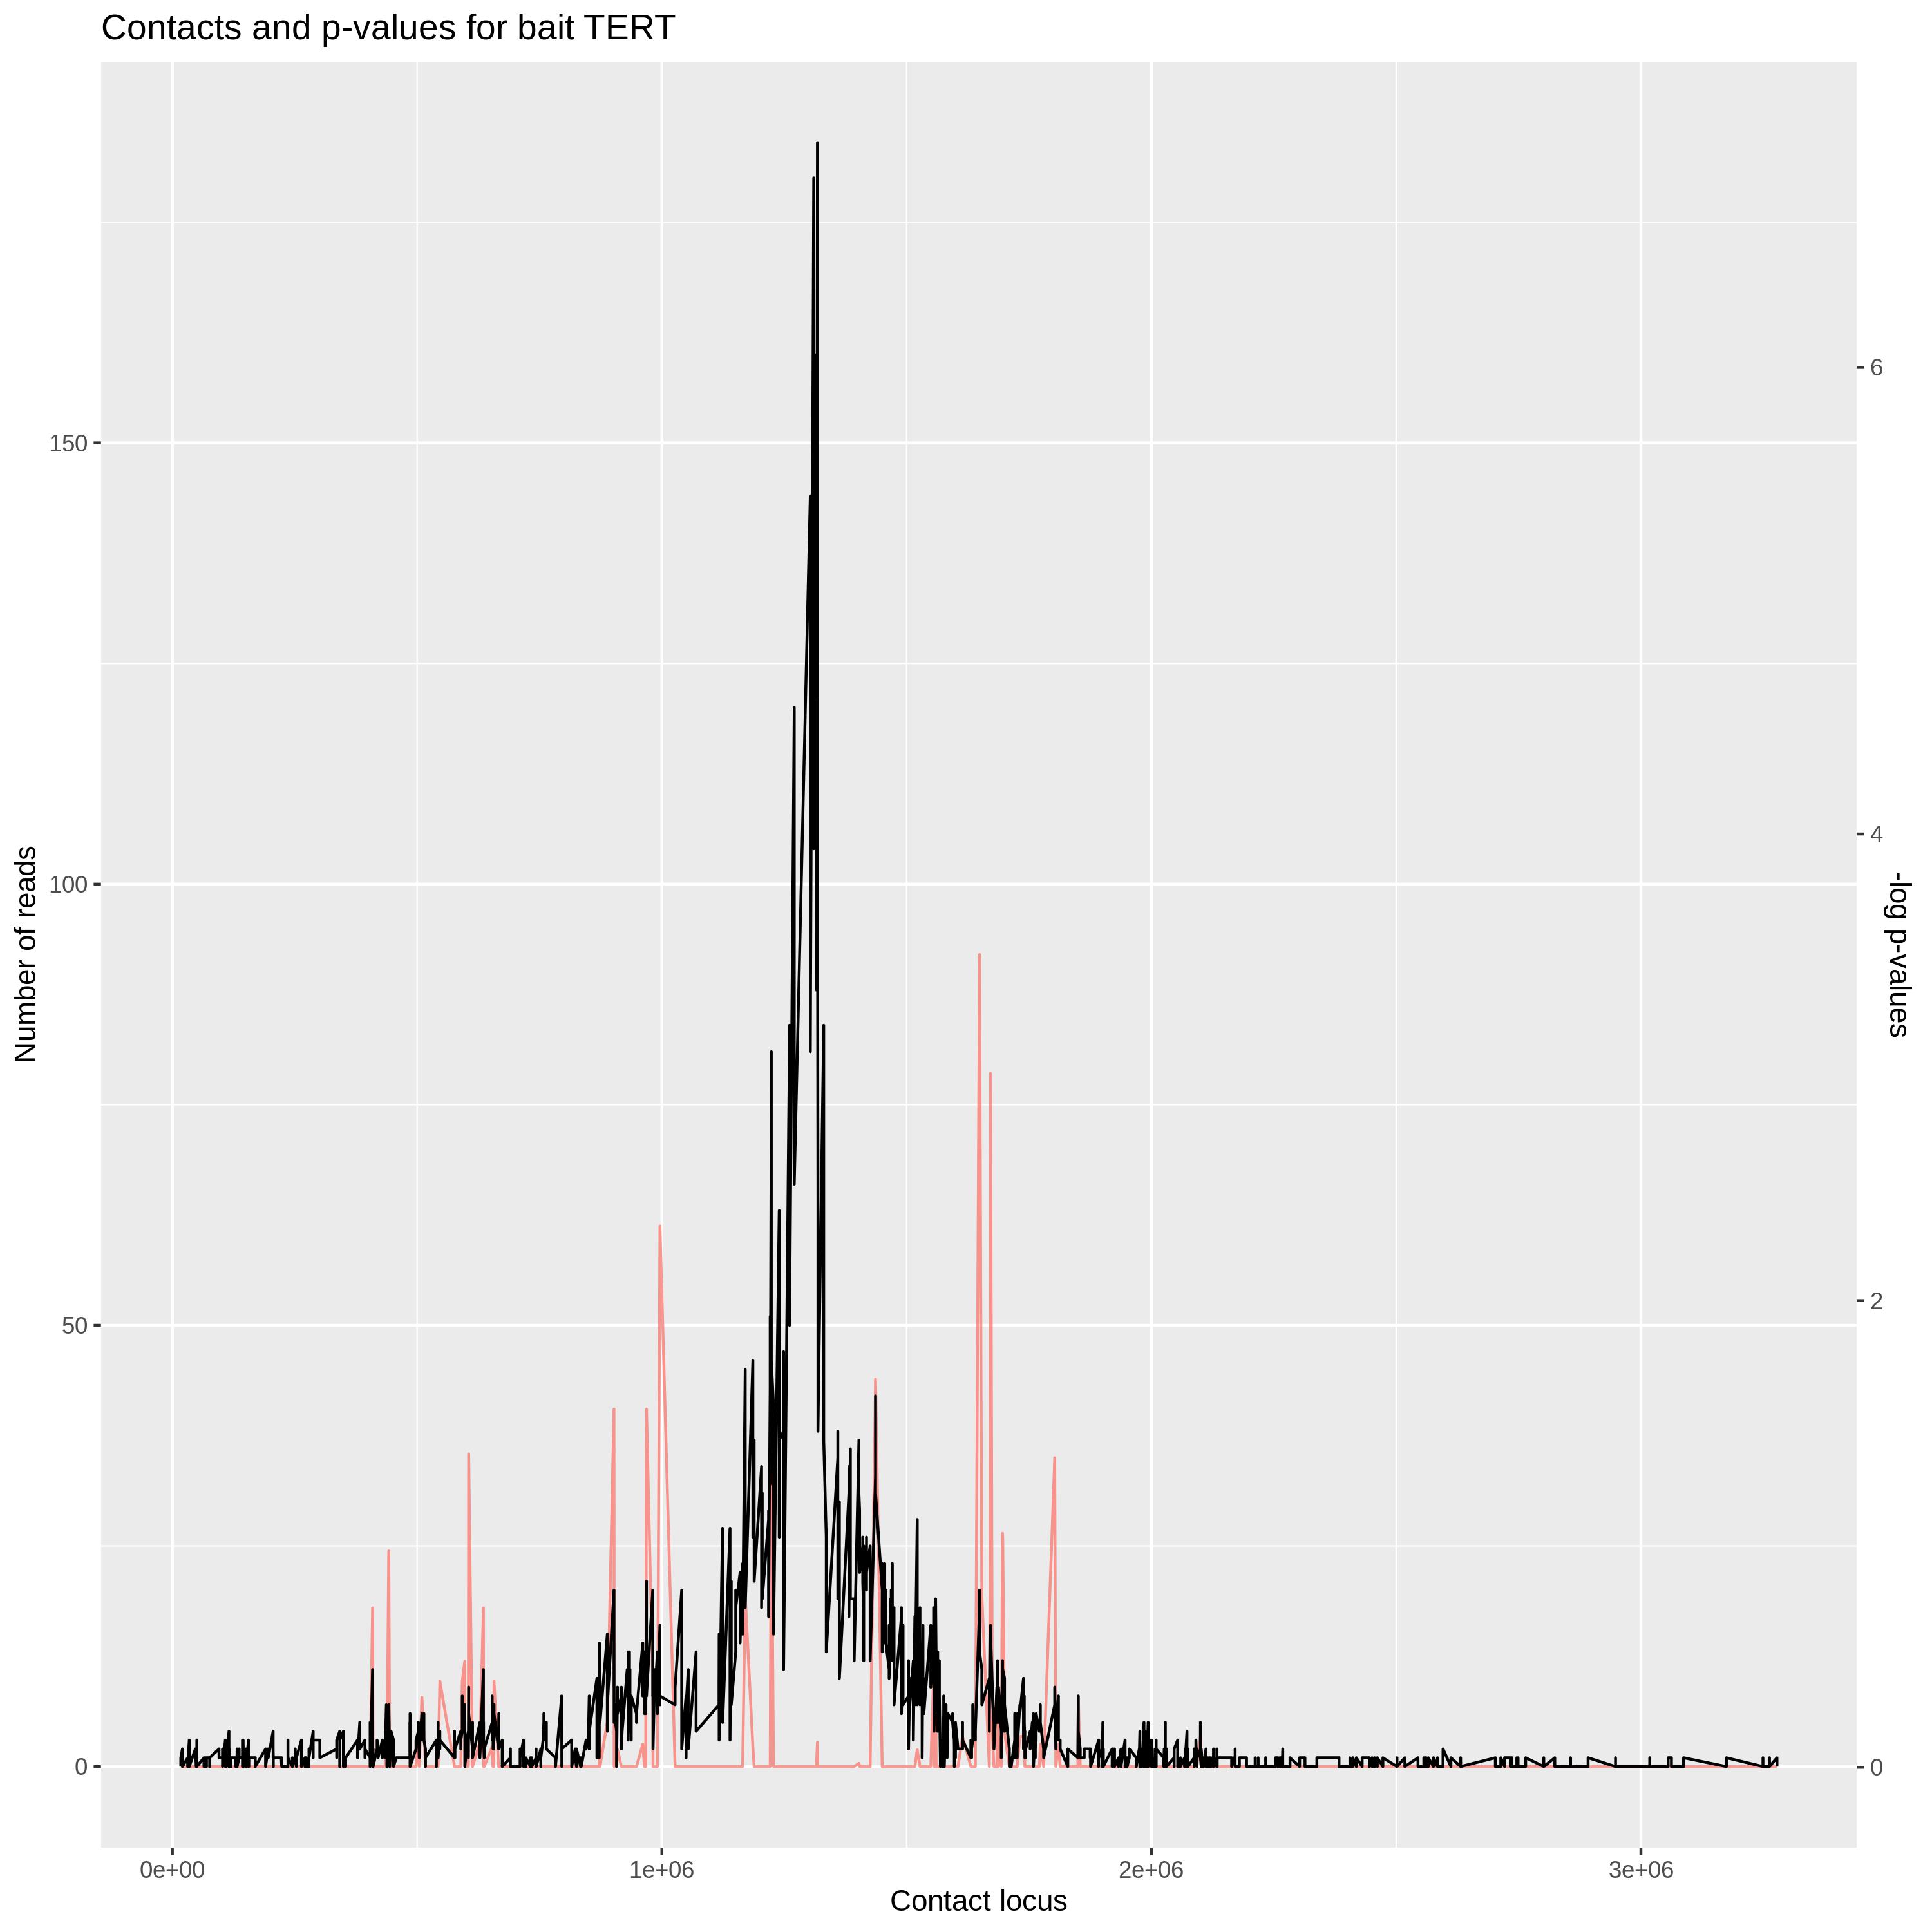 Contacts and p-values for bait TERT
Number of reads
150
100
50
0
6
4
2
0
-log p-values
0e+00
1e+06
2e+06
3e+06
Contact locus